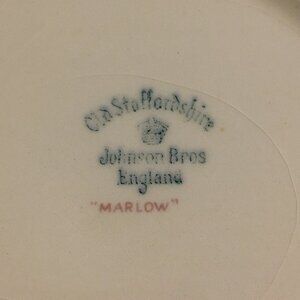 Old Staffordshire
Johnson Bros
England
"MARLOW"